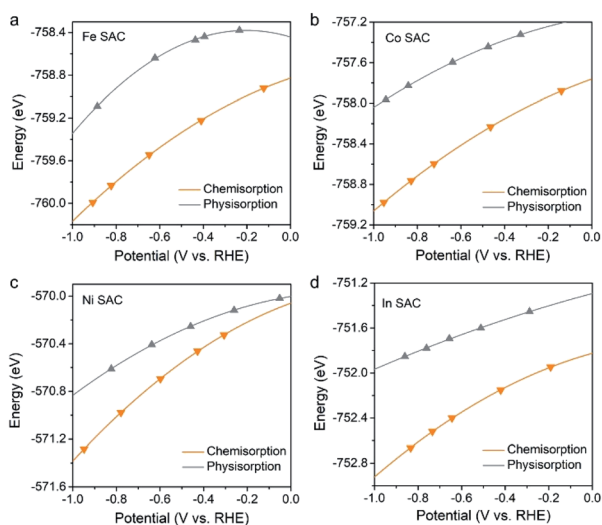 a
Fe SAC
-758.4
-758.8
-759.2
-759.6
-760.0
Energy (eV)
Chemisorption
Physisorption
-1.0 -0.8 -0.6 -0.4 -0.2 0.0
Potential (V vs. RHE)
b
Co SAC
-757.2
-757.6
-758.0
-758.4
-758.8
-759.2
Energy (eV)
Chemisorption
Physisorption
-1.0 -0.8 -0.6 -0.4 -0.2 0.0
Potential (V vs. RHE)
c
Ni SAC
-570.0
-570.4
-570.8
-571.2
-571.6
Energy (eV)
Chemisorption
Physisorption
-1.0 -0.8 -0.6 -0.4 -0.2 0.0
Potential (V vs. RHE)
d
In SAC
-751.2
-751.6
-752.0
-752.4
-752.8
Energy (eV)
Chemisorption
Physisorption
-1.0 -0.8 -0.6 -0.4 -0.2 0.0
Potential (V vs. RHE)